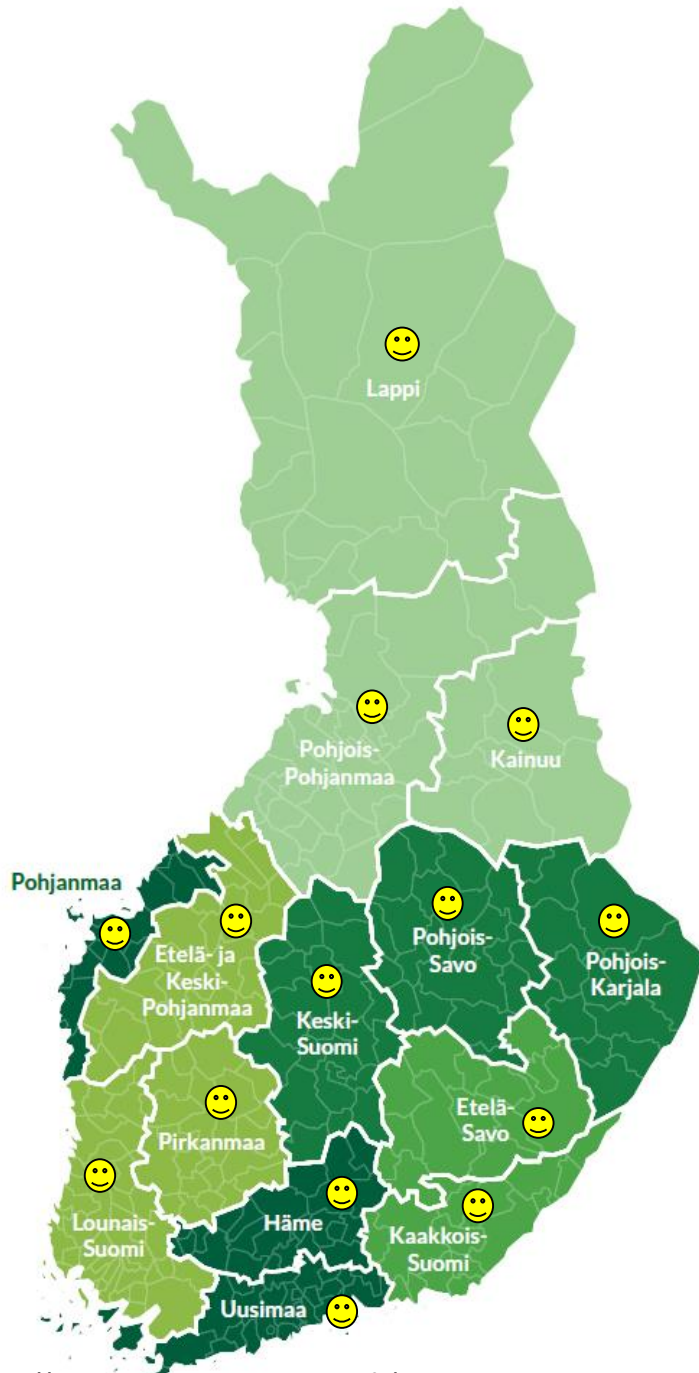 Lappi
Pohjois-
Pohjanmaa
Kainuu
Pohjanmaa
Etelä- ja
Keski-
Pohjanmaa
Pohjois-
Savo
Pohjois-
Karjala
Keski-
Suomi
Etelä-
Savo
Pirkanmaa
Lounais-
Suomi
Häme
Kaakkois-
Suomi
Uusimaa